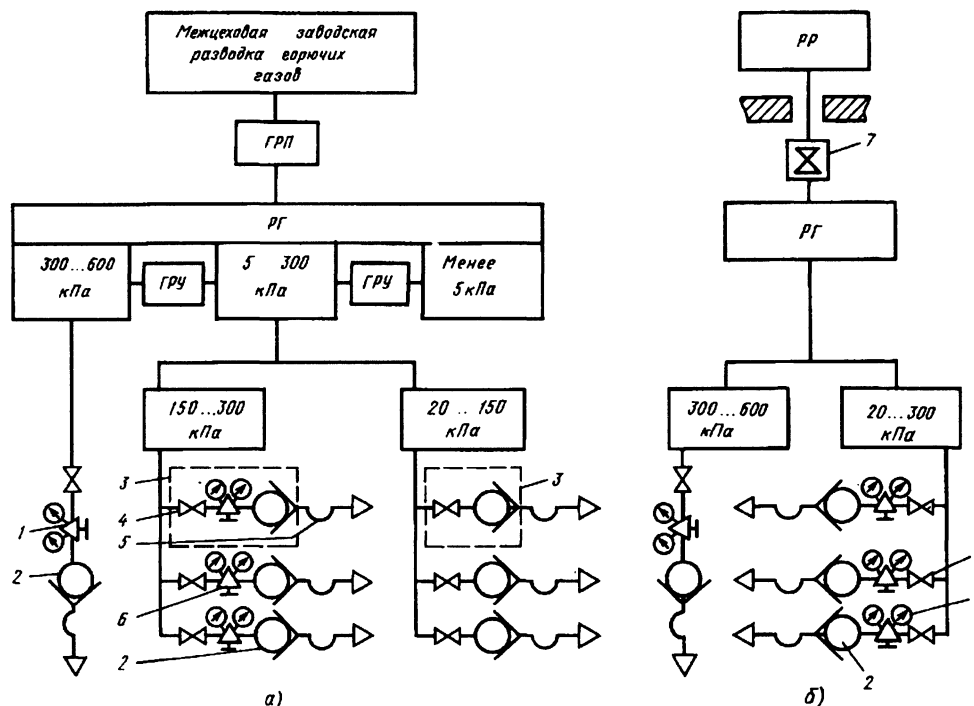 Межцеховая заводская
разводка горючих
газов
ГРП
РГ
300...600
кПа
ГРУ
5 300
кПа
ГРУ
Менее
5 кПа
150...300
кПа
20 .. 150
кПа
3
4
5
3
1
2
6
2
а)
РР
7
РГ
300...600
кПа
20...300
кПа
2
б)